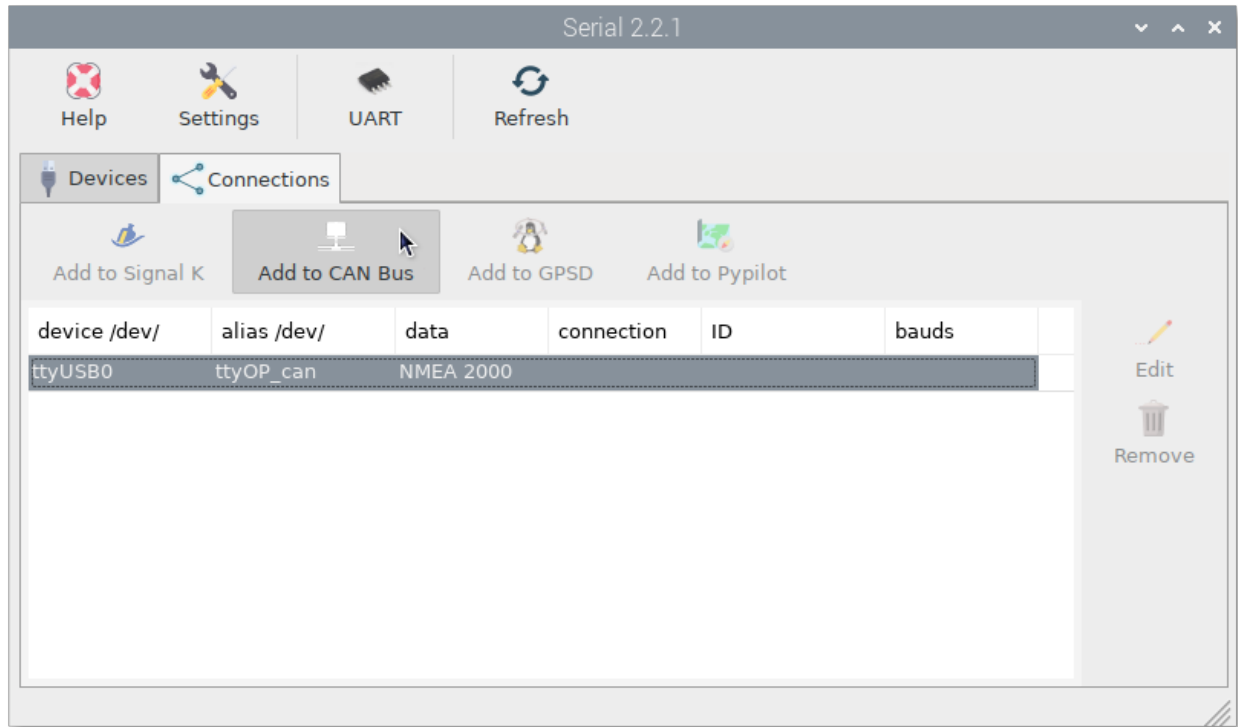 Serial 2.2.1
Help Settings UART Refresh
Devices Connections
Add to Signal K Add to CAN Bus Add to GPSD Add to Pypilot
device /dev/ alias /dev/ data connection ID bauds
ttyUSB0 ttyOP_can NMEA 2000
Edit
Remove